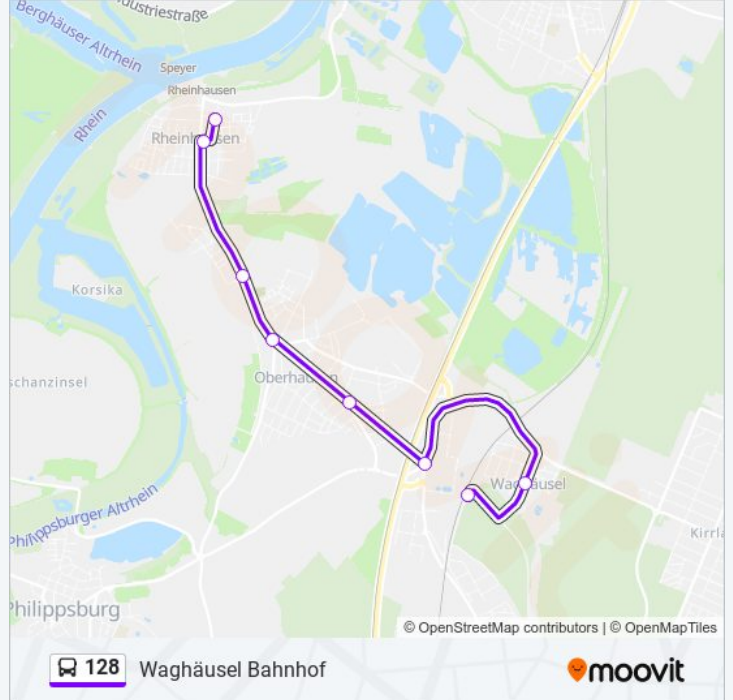 dustriestraße
Berghäuser Altrhein
Speyer
Rheinhausen
Rhein
Rheinhausen
Korsika
schanzinsel
Oberhausen
Waghäusel
Philippsburger Altrhein
Kirrla
Philippsburg
© OpenStreetMap contributors | © OpenMapTiles
128 Waghäusel Bahnhof moovit